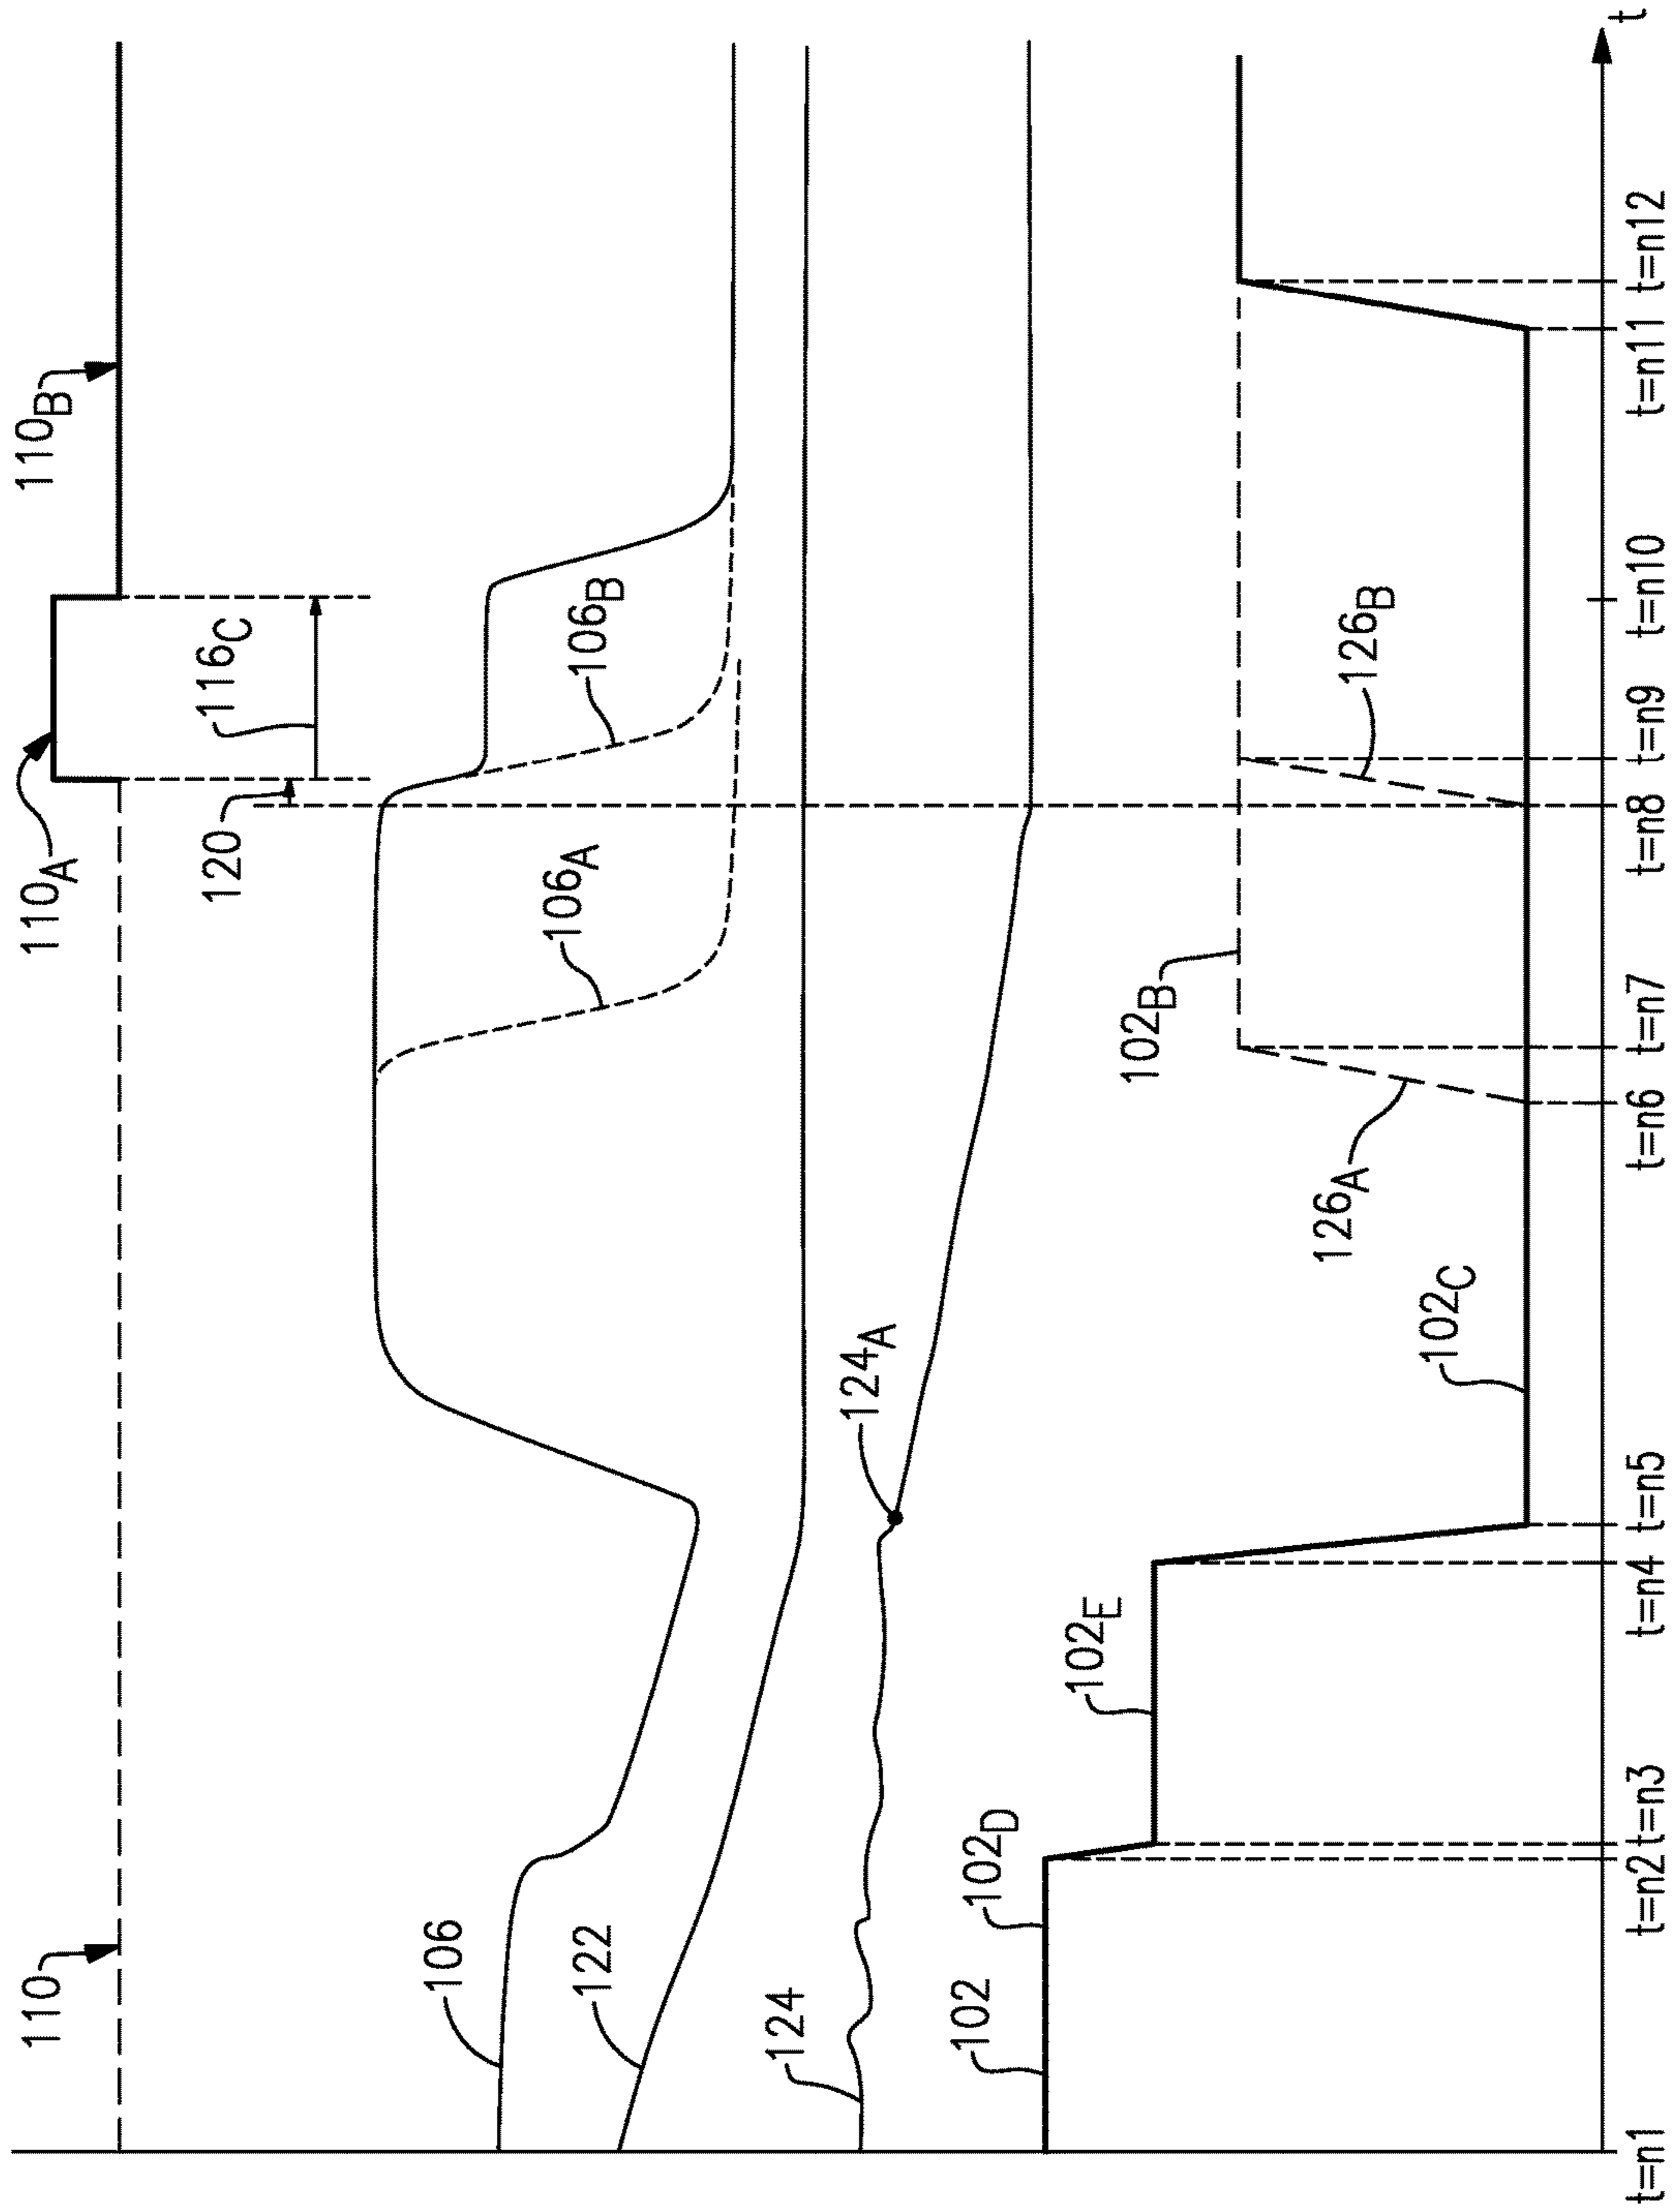 110
110A
110B
116C
120
106
106A
106B
122
124
124A
102
102D
102E
102C
102B
126A
126B
t=n1
t=n2
t=n3
t=n4
t=n5
t=n6
t=n7
t=n8
t=n9
t=n10
t=n11
t=n12
t